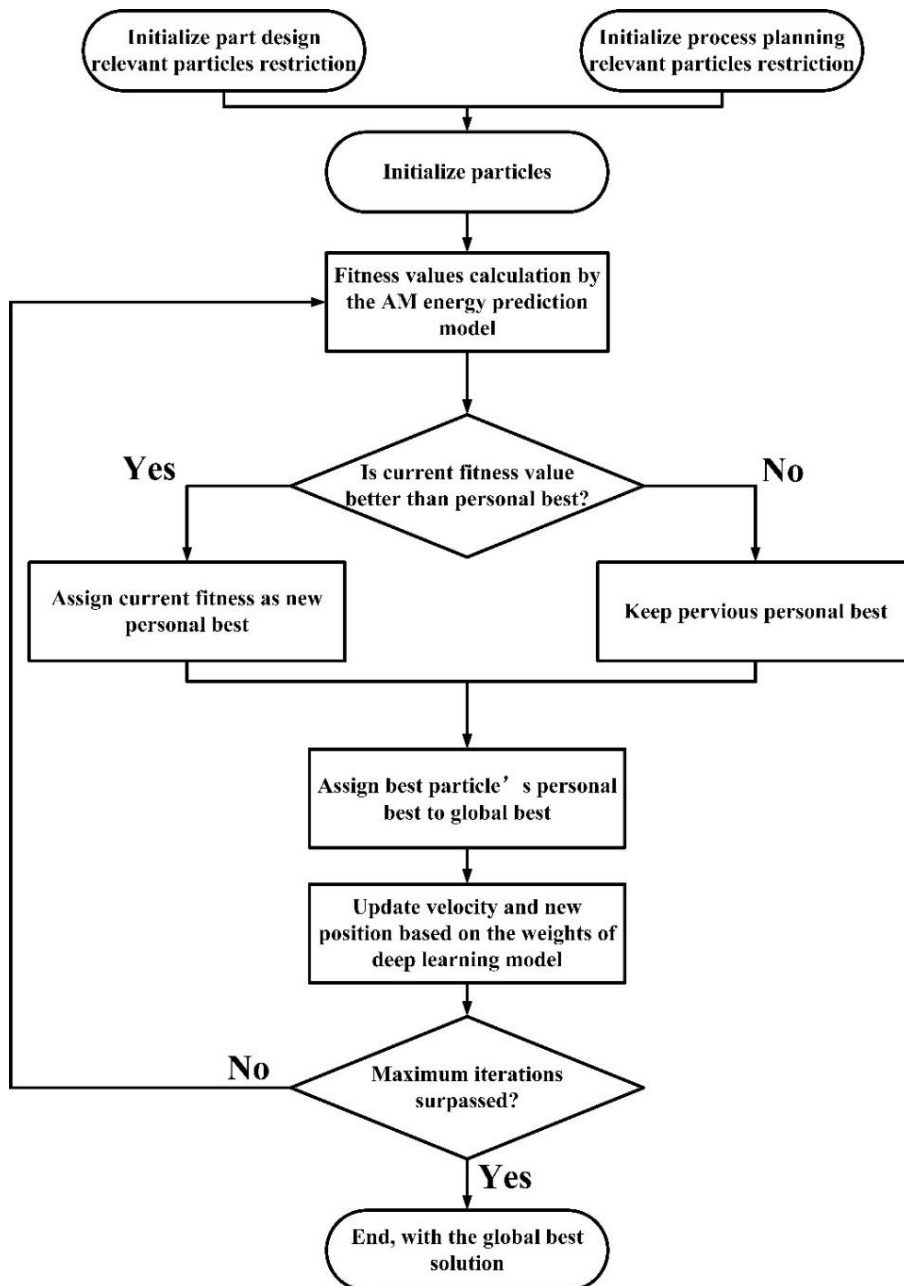 Initialize part design
relevant particles restriction
Initialize process planning
relevant particles restriction
Initialize particles
Fitness values calculation by
the AM energy prediction
model
Is current fitness value
better than personal best?
Yes
No
Assign current fitness as new
personal best
Keep pervious personal best
Assign best particle’s personal
best to global best
Update velocity and new
position based on the weights of
deep learning model
Maximum iterations
surpassed?
No
Yes
End, with the global best
solution